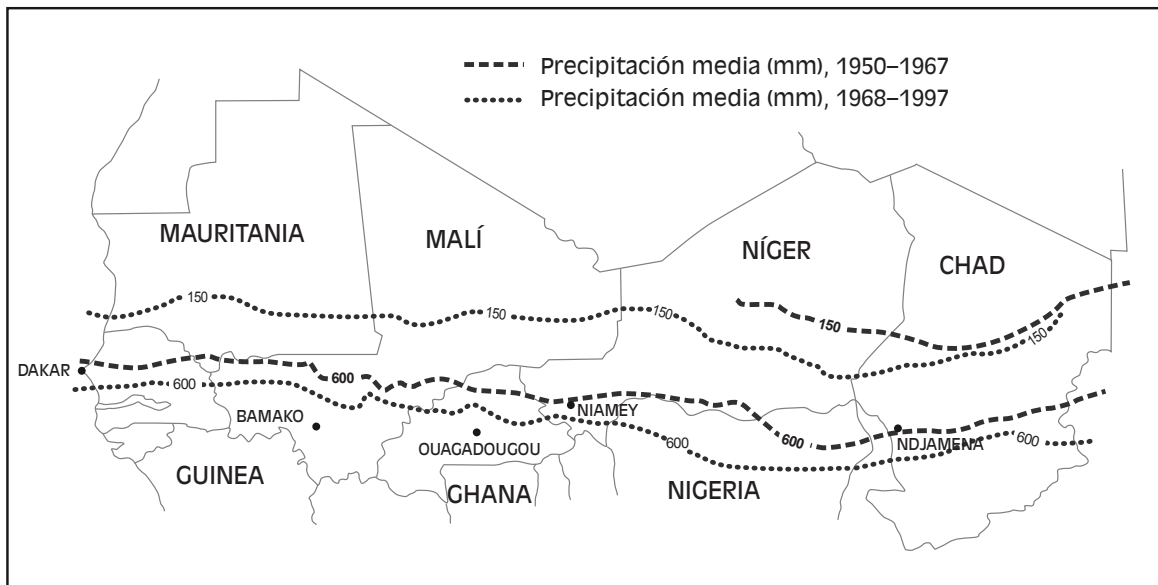 Precipitación media (mm), 1950–1967
Precipitación media (mm), 1968–1997
MAURITANIA
MALÍ
NÍGER
CHAD
150
150
150
150
150
DAKAR
600
600
BAMAKO
NIAMEY
OUAGADOUGOU
600
600
NDJAMENA
600
GUINEA
GHANA
NIGERIA